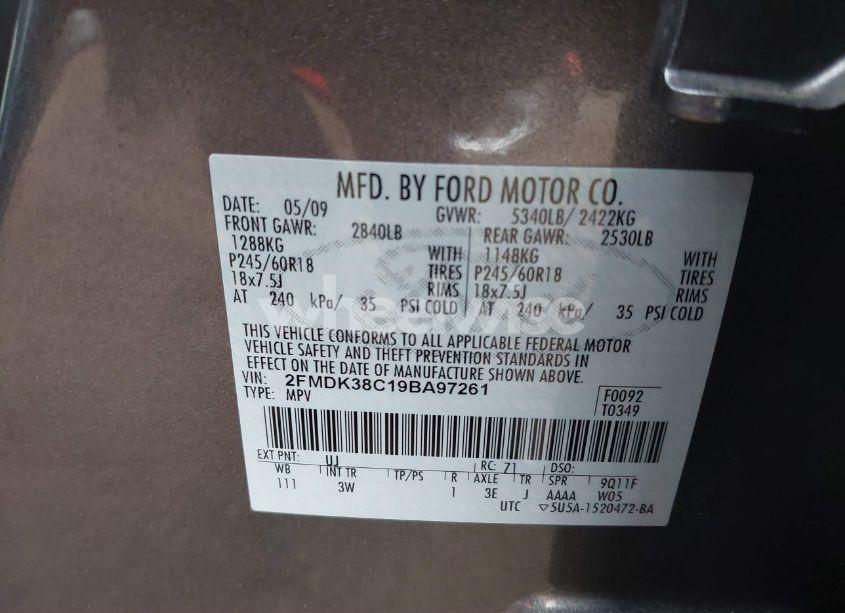 MFD. BY FORD MOTOR CO.
DATE: 05/09 GVWR: 5340LB/ 2422KG
FRONT GAWR: 2840LB REAR GAWR: 2530LB
1288KG WITH 1148KG WITH
P245/60R18 TIRES P245/60R18 TIRES
18x7.5J RIMS 18x7.5J RIMS
AT 240 kPa/ 35 PSI COLD AT 240 kPa/ 35 PSI COLD
THIS VEHICLE CONFORMS TO ALL APPLICABLE FEDERAL MOTOR
VEHICLE SAFETY AND THEFT PREVENTION STANDARDS IN
EFFECT ON THE DATE OF MANUFACTURE SHOWN ABOVE.
VIN: 2FMDK38C19BA97261
TYPE: MPV F0092
T0349
EXT PNT: UJ RC: 71 DSO:
WB INT TR TP/PS R AXLE TR SPR 9Q11F
111 3W 1 3E J AAAA W05
UTC ▽5U5A-1520472-BA
wheelwise